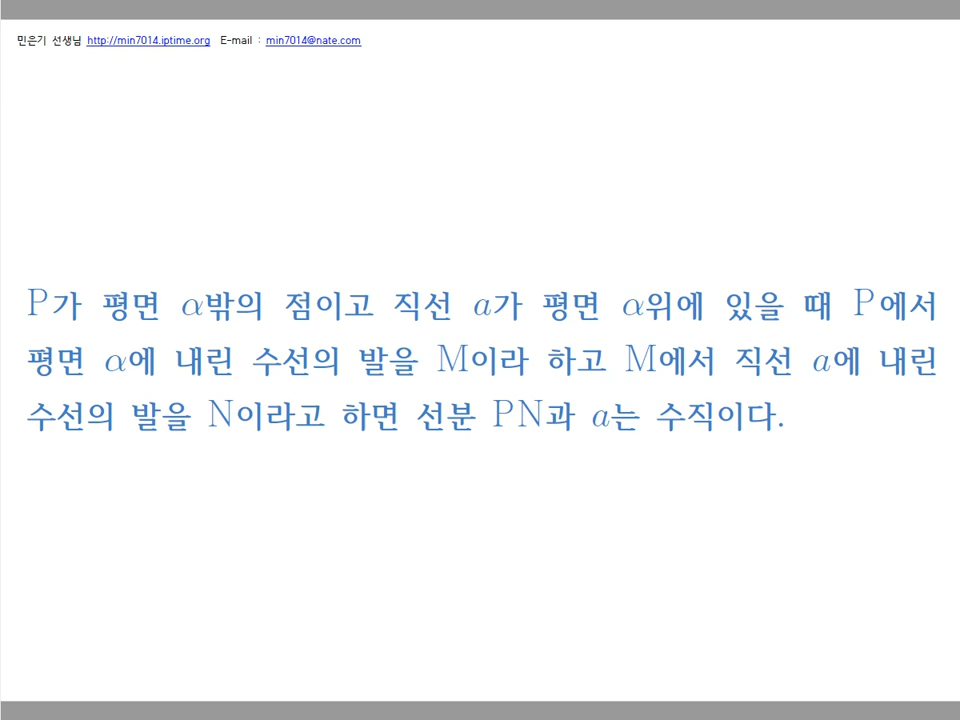 민은기 선생님 http://min7014.iptime.org E-mail : min7014@nate.com
P가 평면 α밖의 점이고 직선 a가 평면 α위에 있을 때 P에서
평면 α에 내린 수선의 발을 M이라 하고 M에서 직선 a에 내린
수선의 발을 N이라고 하면 선분 PN과 a는 수직이다.